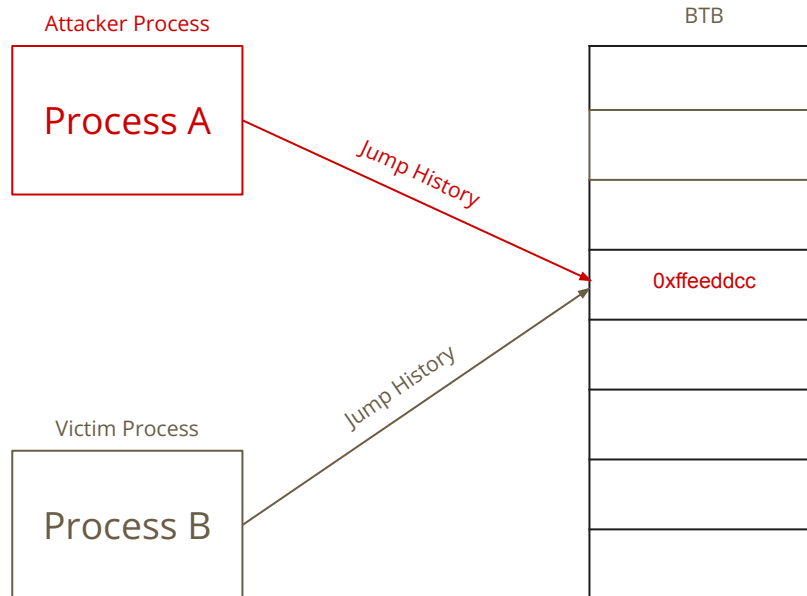 Attacker Process
Process A
Jump History
BTB
0xffeeddcc
Jump History
Victim Process
Process B